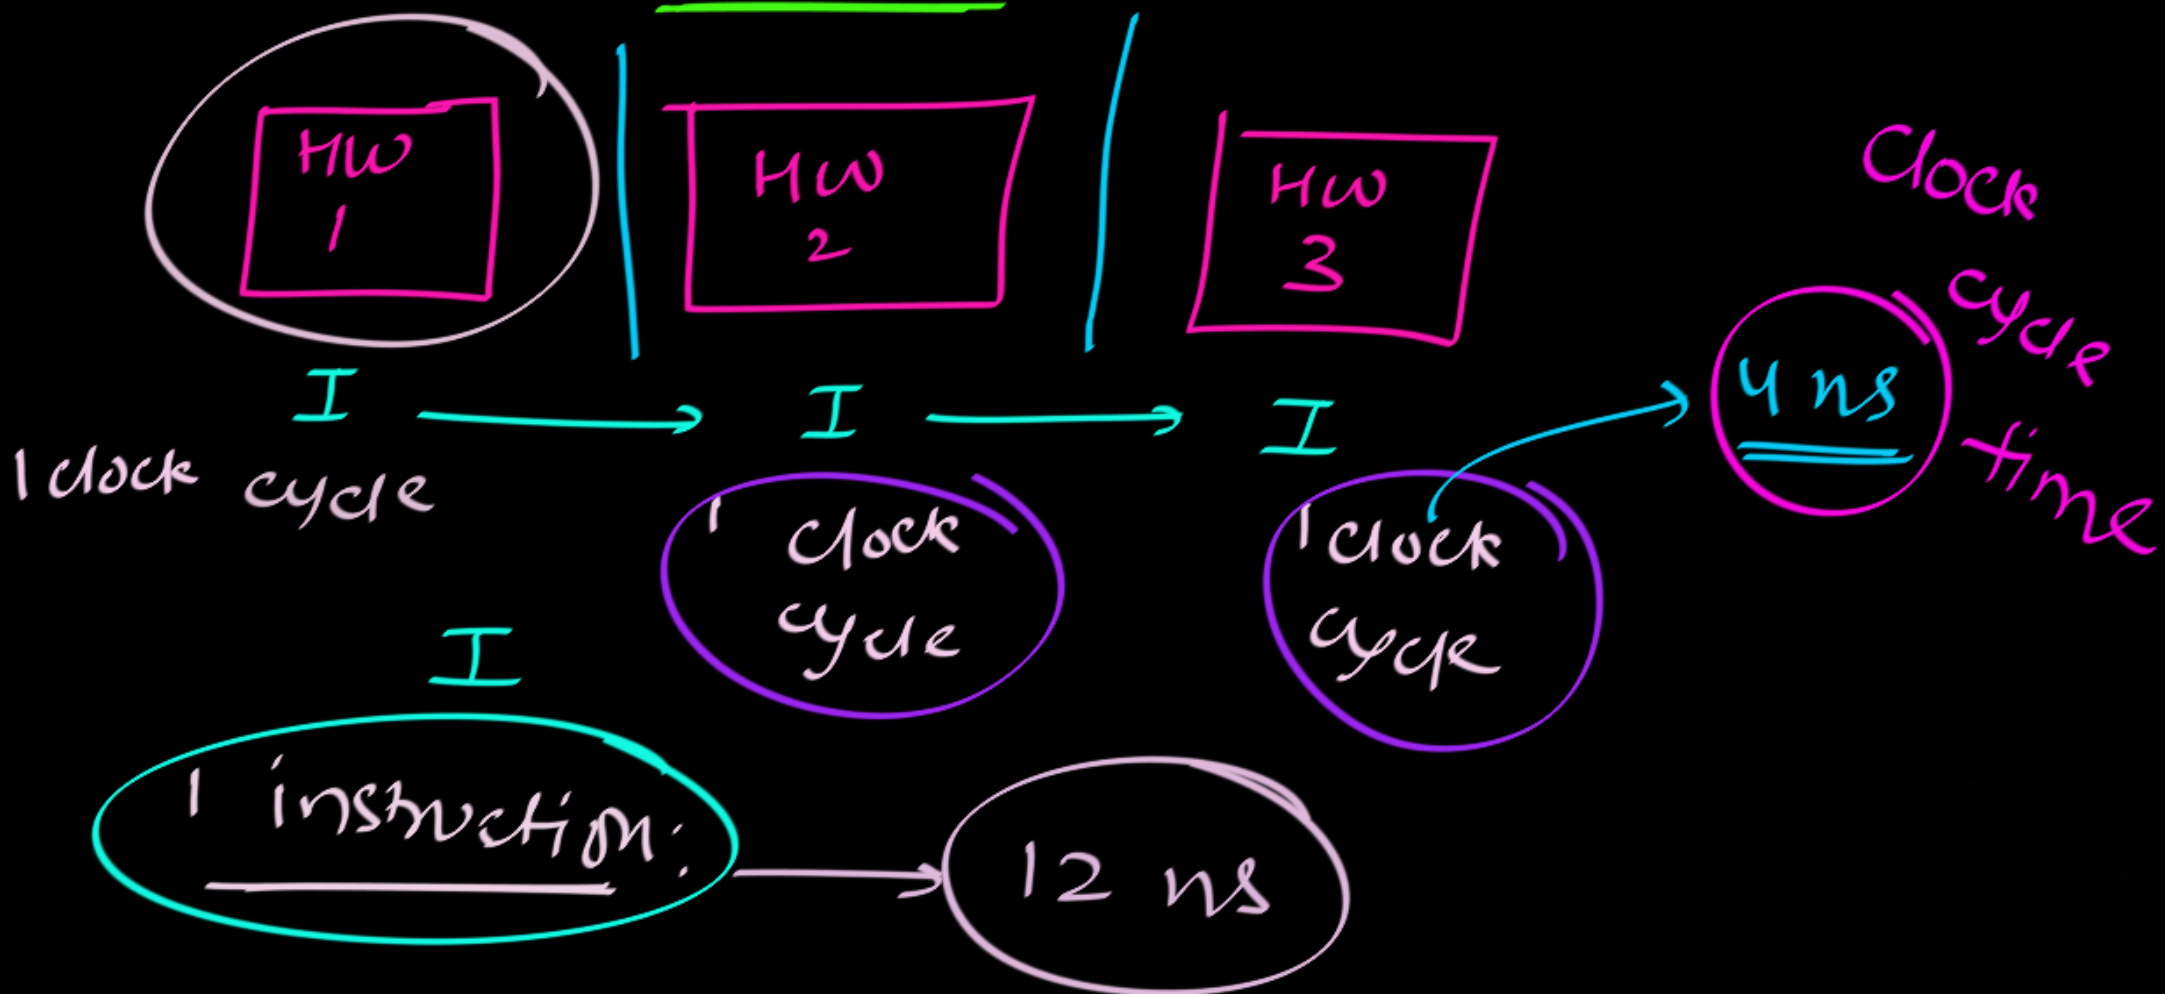 HW
1
HW
2
HW
3
Clock
cycle
time
4 ns
I
I
I
1 clock cycle
1 clock
cycle
1 clock
cycle
I
1 instruction:
12 ns